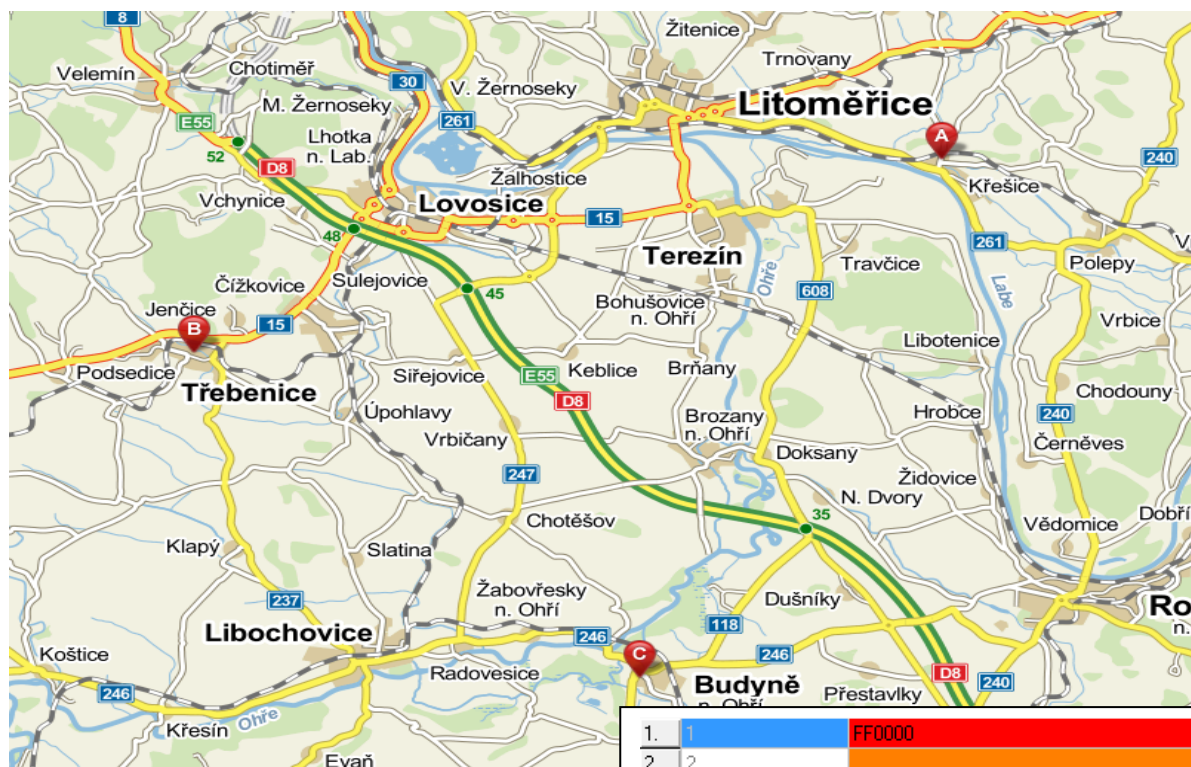 8
Žitenice
Velemín
Chotiměř
Trnovany
30
V. Žernoseky
M. Žernoseky
Litoměřice
E55
261
Lhotka
n. Lab.
A
52
240
D8
Žalhostice
Křešice
Vchynice
Lovosice
15
48
261
Terezín
Travčice
Polepy
Čížkovice
Sulejovice
45
Ohře
608
Labe
Jenčice
Bohušovice
n. Ohří
B
15
Vrbice
Libotenice
Podsedice
Siřejovice
E55
Keblice
Brňany
Třebenice
D8
Chodouny
Úpohlavy
Brozany
n. Ohří
Hrobce
240
Vrbičany
Černěves
Doksany
247
Židovice
N. Dvory
Chotěšov
35
Vědomice
Dobří
Klapý
Slatina
Žabovřesky
n. Ohří
237
Dušníky
Ro
n.
Libochovice
118
246
Koštice
C
246
Radovesice
D8
Budyně
n. Ohří
240
246
Přestavlky
Křesín
Ohře
Evaň
1. 1 FF0000
2. 2